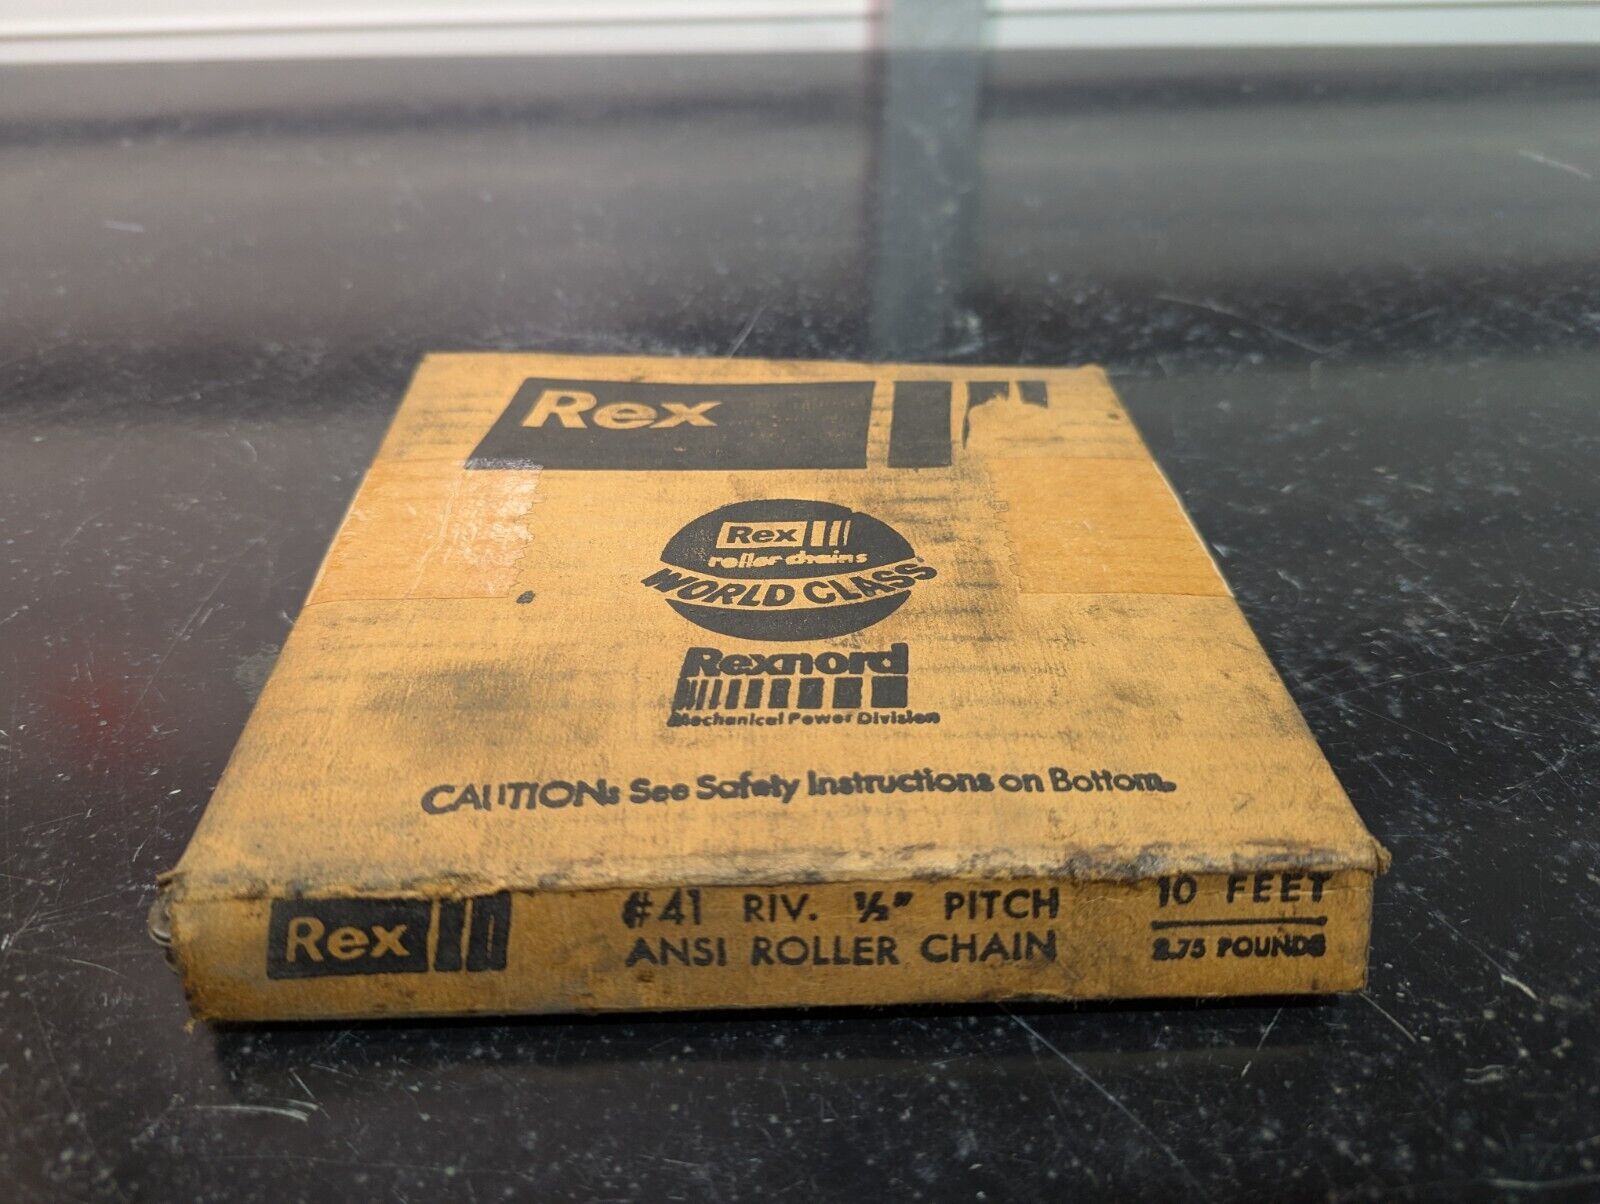 Rex
Rex
roller chains
WORLD CLASS
Rexnord
Mechanical Power Division
CAUTION: See Safety Instructions on Bottom.
Rex
#41 RIV. ½" PITCH
ANSI ROLLER CHAIN
10 FEET
2.75 POUNDS